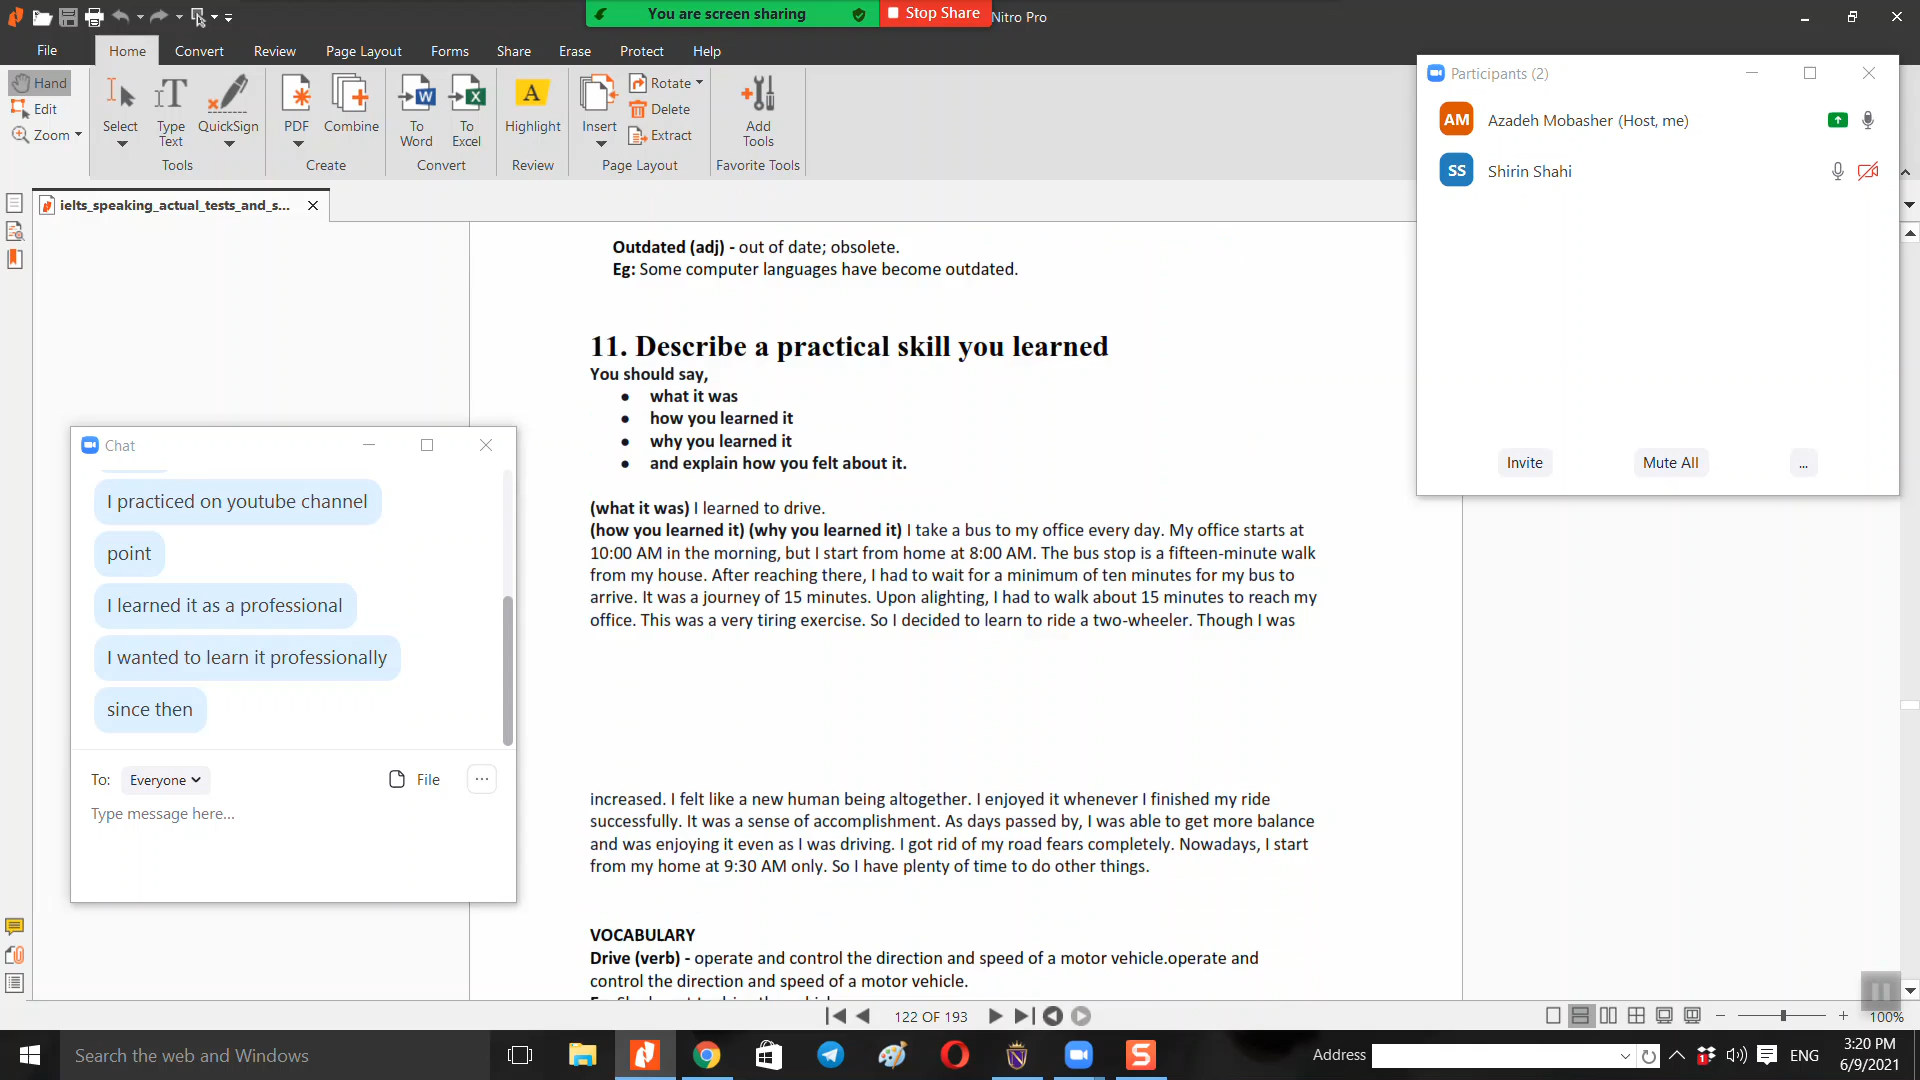 You are screen sharing
Stop Share
Nitro Pro
File
Home
Convert
Review
Page Layout
Forms
Share
Erase
Protect
Help
Hand
Edit
Zoom
Select
Type Text
QuickSign
Tools
PDF
Combine
Create
To Word
To Excel
Convert
Highlight
Review
Insert
Rotate
Delete
Extract
Page Layout
Add Tools
Favorite Tools
ielts_speaking_actual_tests_and_s...
Participants (2)
AM Azadeh Mobasher (Host, me)
SS Shirin Shahi
Invite
Mute All
...
Outdated (adj) - out of date; obsolete.
Eg: Some computer languages have become outdated.
11. Describe a practical skill you learned
You should say,
• what it was
• how you learned it
• why you learned it
• and explain how you felt about it.
(what it was) I learned to drive.
(how you learned it) (why you learned it) I take a bus to my office every day. My office starts at
10:00 AM in the morning, but I start from home at 8:00 AM. The bus stop is a fifteen-minute walk
from my house. After reaching there, I had to wait for a minimum of ten minutes for my bus to
arrive. It was a journey of 15 minutes. Upon alighting, I had to walk about 15 minutes to reach my
office. This was a very tiring exercise. So I decided to learn to ride a two-wheeler. Though I was
increased. I felt like a new human being altogether. I enjoyed it whenever I finished my ride
successfully. It was a sense of accomplishment. As days passed by, I was able to get more balance
and was enjoying it even as I was driving. I got rid of my road fears completely. Nowadays, I start
from my home at 9:30 AM only. So I have plenty of time to do other things.
VOCABULARY
Drive (verb) - operate and control the direction and speed of a motor vehicle.operate and
control the direction and speed of a motor vehicle.
Chat
I practiced on youtube channel
point
I learned it as a professional
I wanted to learn it professionally
since then
To: Everyone
File
...
Type message here...
122 OF 193
100%
Search the web and Windows
Address
ENG
3:20 PM
6/9/2021